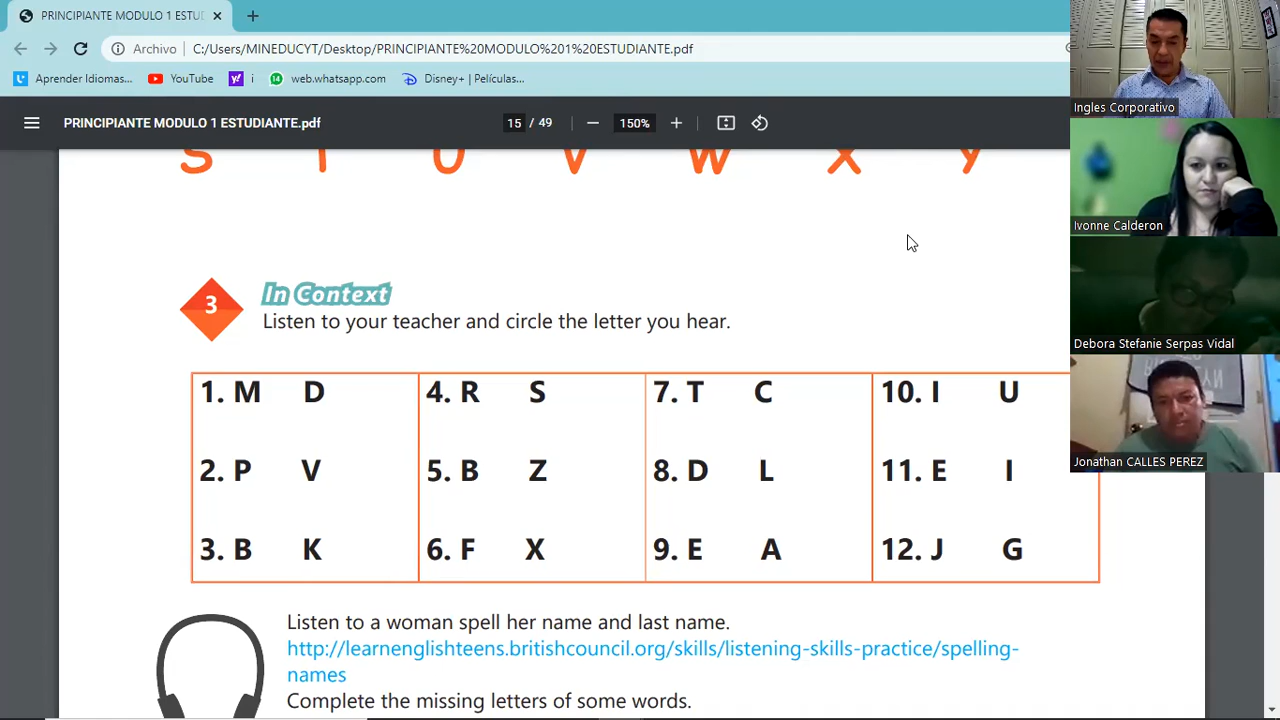 PRINCIPIANTE MODULO 1 ESTUD
Archivo
C:/Users/MINEDUCYT/Desktop/PRINCIPIANTE%20MODULO%201%20ESTUDIANTE.pdf
Aprender Idiomas... YouTube i web.whatsapp.com Disney+ | Películas...
PRINCIPIANTE MODULO 1 ESTUDIANTE.pdf 15 / 49 150%
S T U V W X Y
3 In Context
Listen to your teacher and circle the letter you hear.
1. M D 4. R S 7. T C 10. I U
2. P V 5. B Z 8. D L 11. E I
3. B K 6. F X 9. E A 12. J G
Listen to a woman spell her name and last name.
http://learnenglishteens.britishcouncil.org/skills/listening-skills-practice/spelling-
names
Complete the missing letters of some words.
Ingles Corporativo
Ivonne Calderon
Debora Stefanie Serpas Vidal
Jonathan CALLES PEREZ